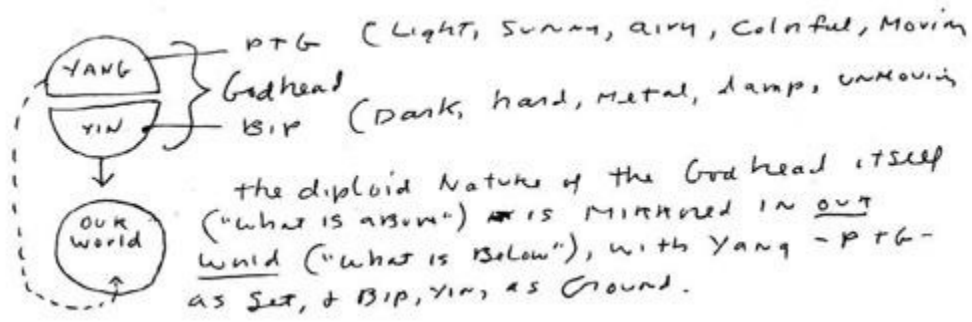 YANG
PTG (Light, Sunny, airy, Colorful, Moving
Godhead
YIN
BIP (Dark, hard, Metal, damp, unmoving
the diploid Nature of the Godhead itself
("what is above") is Mirrored in our
OUR
World
world ("what is Below"), with Yang - PTG -
as Set, & Bip, Yin, as Ground.